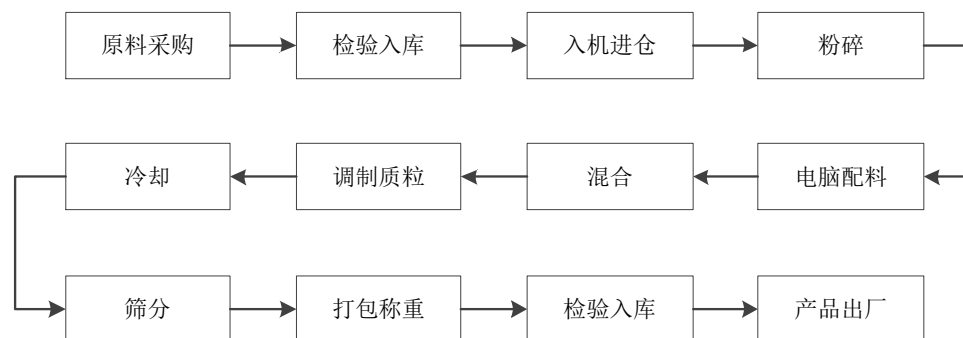 原料采购
检验入库
入机进仓
粉碎
冷却
调制质粒
混合
电脑配料
筛分
打包称重
检验入库
产品出厂